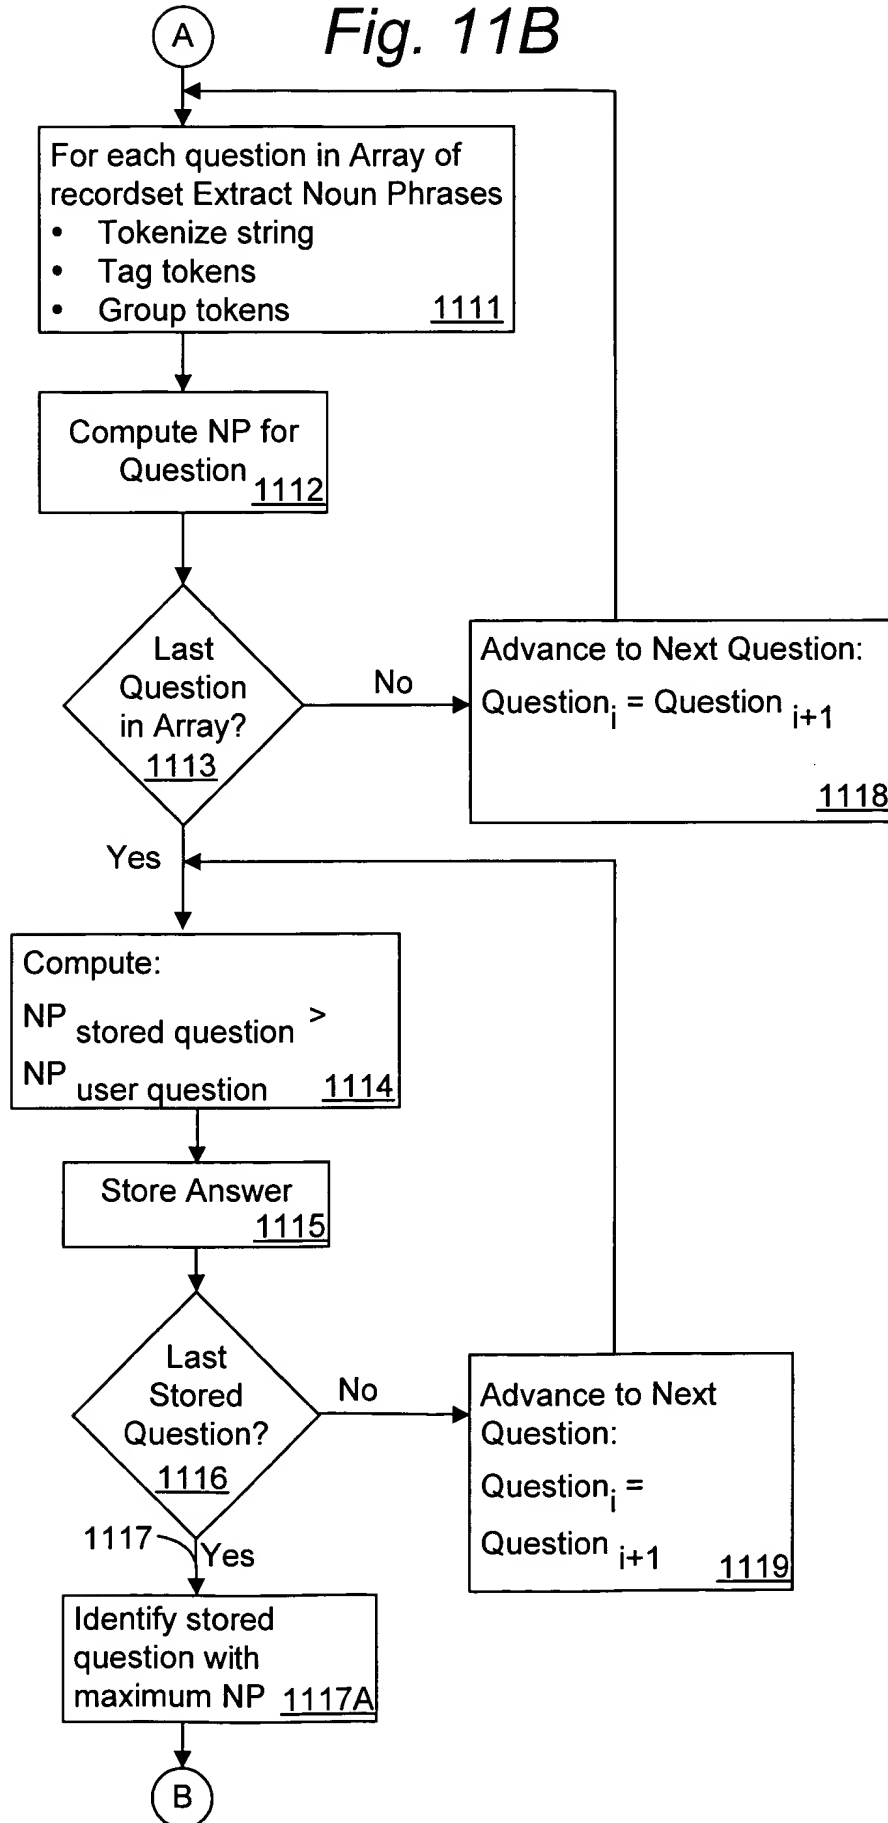 A
Fig. 11B
For each question in Array of
recordset Extract Noun Phrases
• Tokenize string
• Tag tokens
• Group tokens
1111
Compute NP for
Question
1112
Last
Question
in Array?
1113
No
Advance to Next Question:
Question i = Question i+1
1118
Yes
Compute:
NP stored question >
NP user question
1114
Store Answer
1115
Last
Stored
Question?
1116
No
Advance to Next
Question:
Question i =
Question i+1
1119
1117
Yes
Identify stored
question with
maximum NP
1117A
B